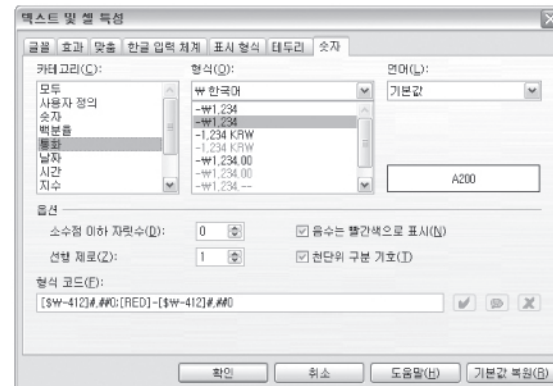 텍스트 및 셀 특성
글꼴 효과 맞춤 한글 입력 체계 표시 형식 테두리 숫자
카테고리(C): 형식(O): 언어(L):
모두
사용자 정의
숫자
백분율
통화
날짜
시간
지수
₩ 한국어
-₩1,234
-₩1,234
-1,234 KRW
-1,234 KRW
-₩1,234.00
-₩1,234.--
기본값
A200
옵션
소수점 이하 자릿수(D): 0 음수는 빨간색으로 표시(N)
선행 제로(Z): 1 천단위 구분 기호(T)
형식 코드(F):
[$₩-412]#,##0;[RED]-[$₩-412]#,##0
확인 취소 도움말(H) 기본값 복원(R)